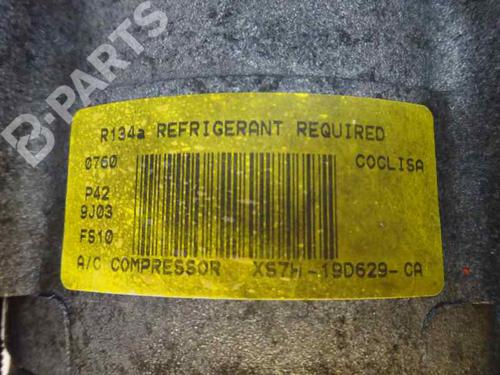 B-PARTS
R134a REFRIGERANT REQUIRED
0760 COCLISA
P42
9J03
FS10
A/C COMPRESSOR XS7H-19D629-CA